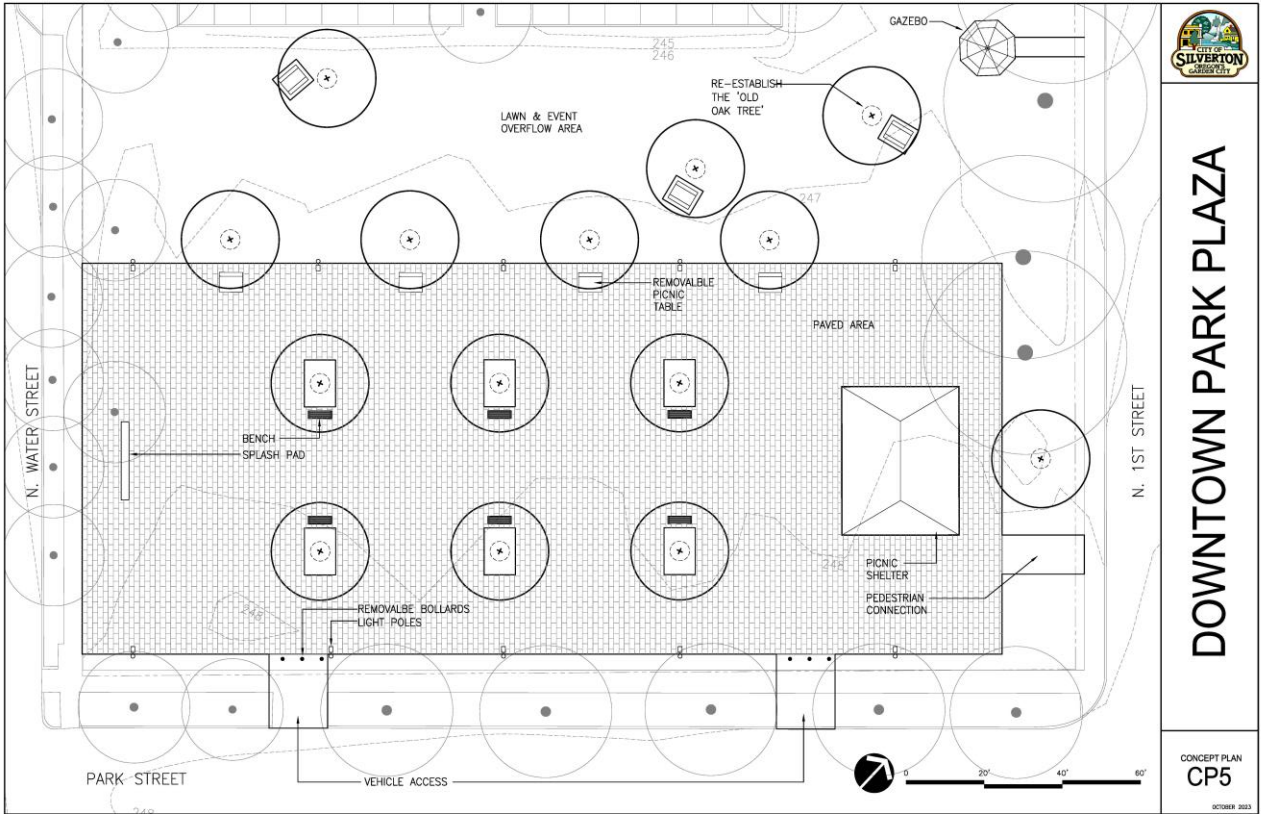 GAZEBO
245
246
RE-ESTABLISH
THE 'OLD
OAK TREE'
LAWN & EVENT
OVERFLOW AREA
247
REMOVALBLE
PICNIC
TABLE
PAVED AREA
N. WATER STREET
BENCH
SPLASH PAD
N. 1ST STREET
248
PICNIC
SHELTER
PEDESTRIAN
CONNECTION
248
REMOVALBE BOLLARDS
LIGHT POLES
PARK STREET
VEHICLE ACCESS
0 20' 40' 60'
248
CITY OF
SILVERTON
OREGON'S
GARDEN CITY
DOWNTOWN PARK PLAZA
CONCEPT PLAN
CP5
OCTOBER 2023